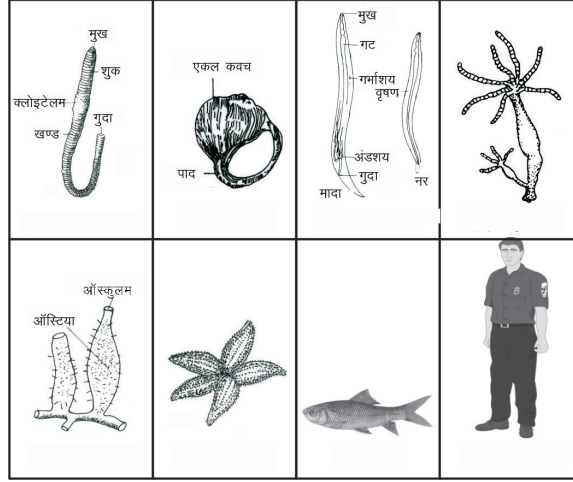 मुख
शुक
क्लोइटेलम
गुदा
खण्ड
एकल कवच
पाद
मुख
गट
गर्भाशय
वृषण
अंडशय
गुदा
नर
मादा
ऑस्कुलम
ऑस्टिया